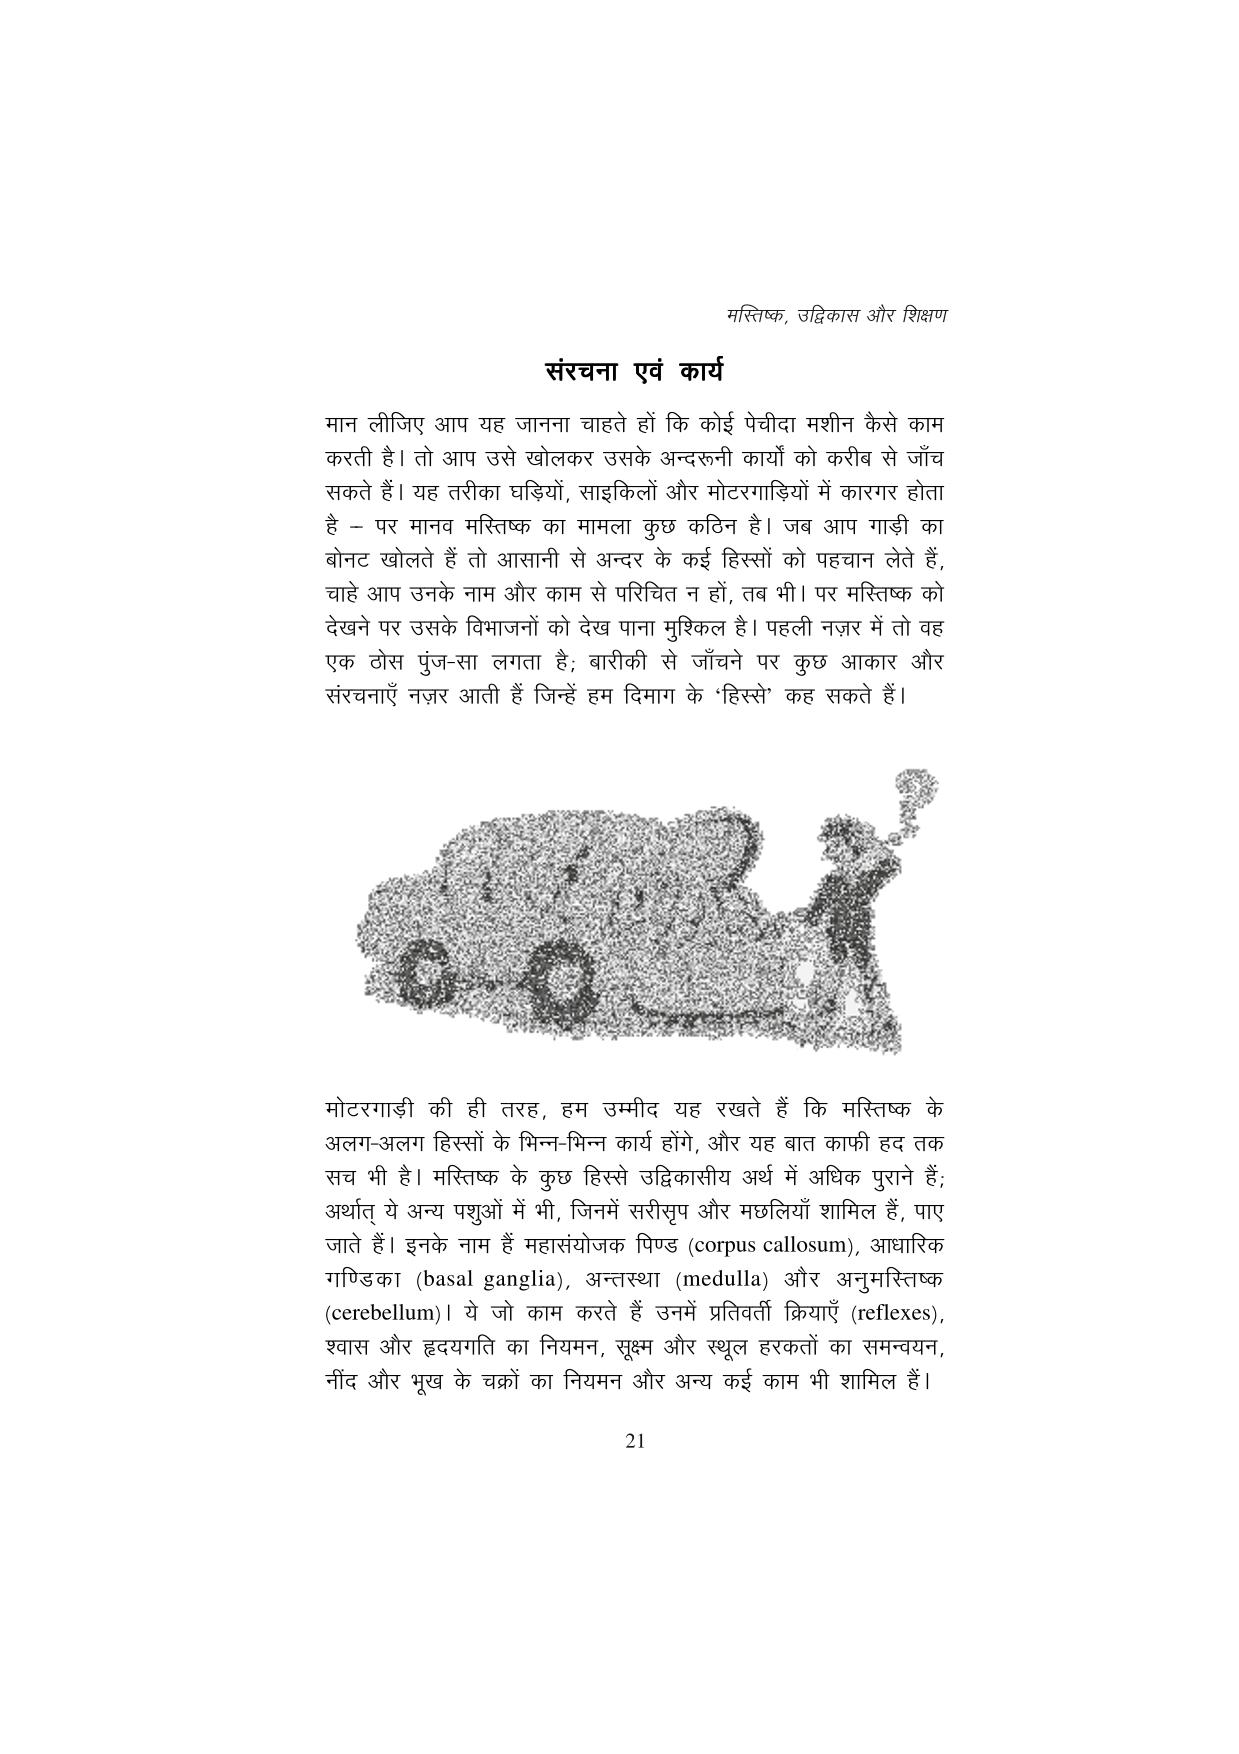 मस्तिष्क, उद्विकास और शिक्षण
संरचना एवं कार्य
मान लीजिए आप यह जानना चाहते हों कि कोई पेचीदा मशीन कैसे काम
करती है। तो आप उसे खोलकर उसके अन्दरूनी कार्यों को करीब से जाँच
सकते हैं। यह तरीका घड़ियों, साइकिलों और मोटरगाड़ियों में कारगर होता
है – पर मानव मस्तिष्क का मामला कुछ कठिन है। जब आप गाड़ी का
बोनट खोलते हैं तो आसानी से अन्दर के कई हिस्सों को पहचान लेते हैं,
चाहे आप उनके नाम और काम से परिचित न हों, तब भी। पर मस्तिष्क को
देखने पर उसके विभाजनों को देख पाना मुश्किल है। पहली नज़र में तो वह
एक ठोस पुंज-सा लगता है; बारीकी से जाँचने पर कुछ आकार और
संरचनाएँ नज़र आती हैं जिन्हें हम दिमाग के ‘हिस्से’ कह सकते हैं।
?
मोटरगाड़ी की ही तरह, हम उम्मीद यह रखते हैं कि मस्तिष्क के
अलग-अलग हिस्सों के भिन्न-भिन्न कार्य होंगे, और यह बात काफी हद तक
सच भी है। मस्तिष्क के कुछ हिस्से उद्विकासीय अर्थ में अधिक पुराने हैं;
अर्थात् ये अन्य पशुओं में भी, जिनमें सरीसृप और मछलियाँ शामिल हैं, पाए
जाते हैं। इनके नाम हैं महासंयोजक पिण्ड (corpus callosum), आधारिक
गण्डिका (basal ganglia), अन्तस्था (medulla) और अनुमस्तिष्क
(cerebellum)। ये जो काम करते हैं उनमें प्रतिवर्ती क्रियाएँ (reflexes),
श्वास और हृदयगति का नियमन, सूक्ष्म और स्थूल हरकतों का समन्वयन,
नींद और भूख के चक्रों का नियमन और अन्य कई काम भी शामिल हैं।
21